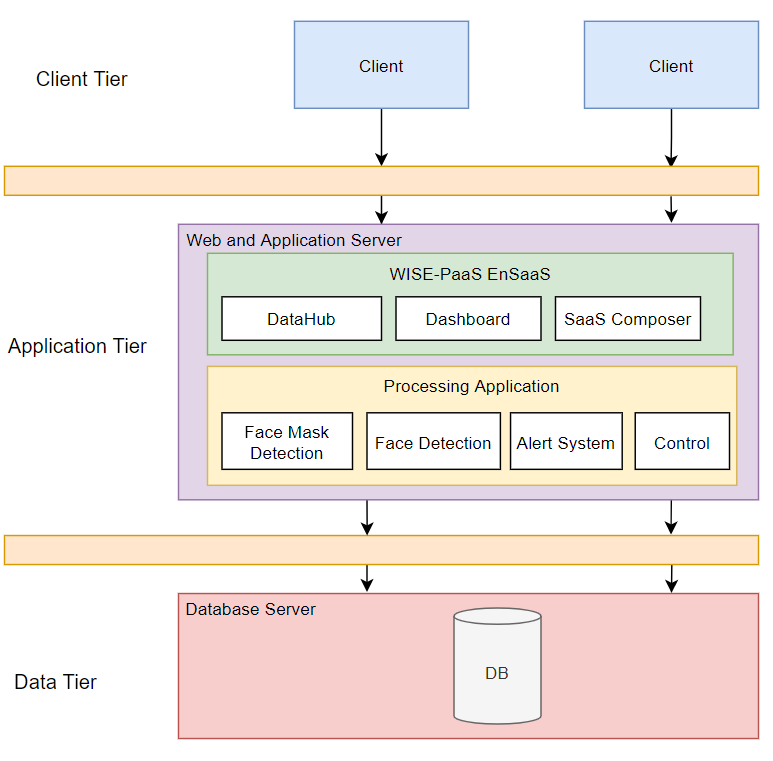 Client
Client
Client Tier
Web and Application Server
WISE-PaaS EnSaaS
DataHub
Dashboard
SaaS Composer
Application Tier
Processing Application
Face Mask
Detection
Face Detection
Alert System
Control
Database Server
DB
Data Tier